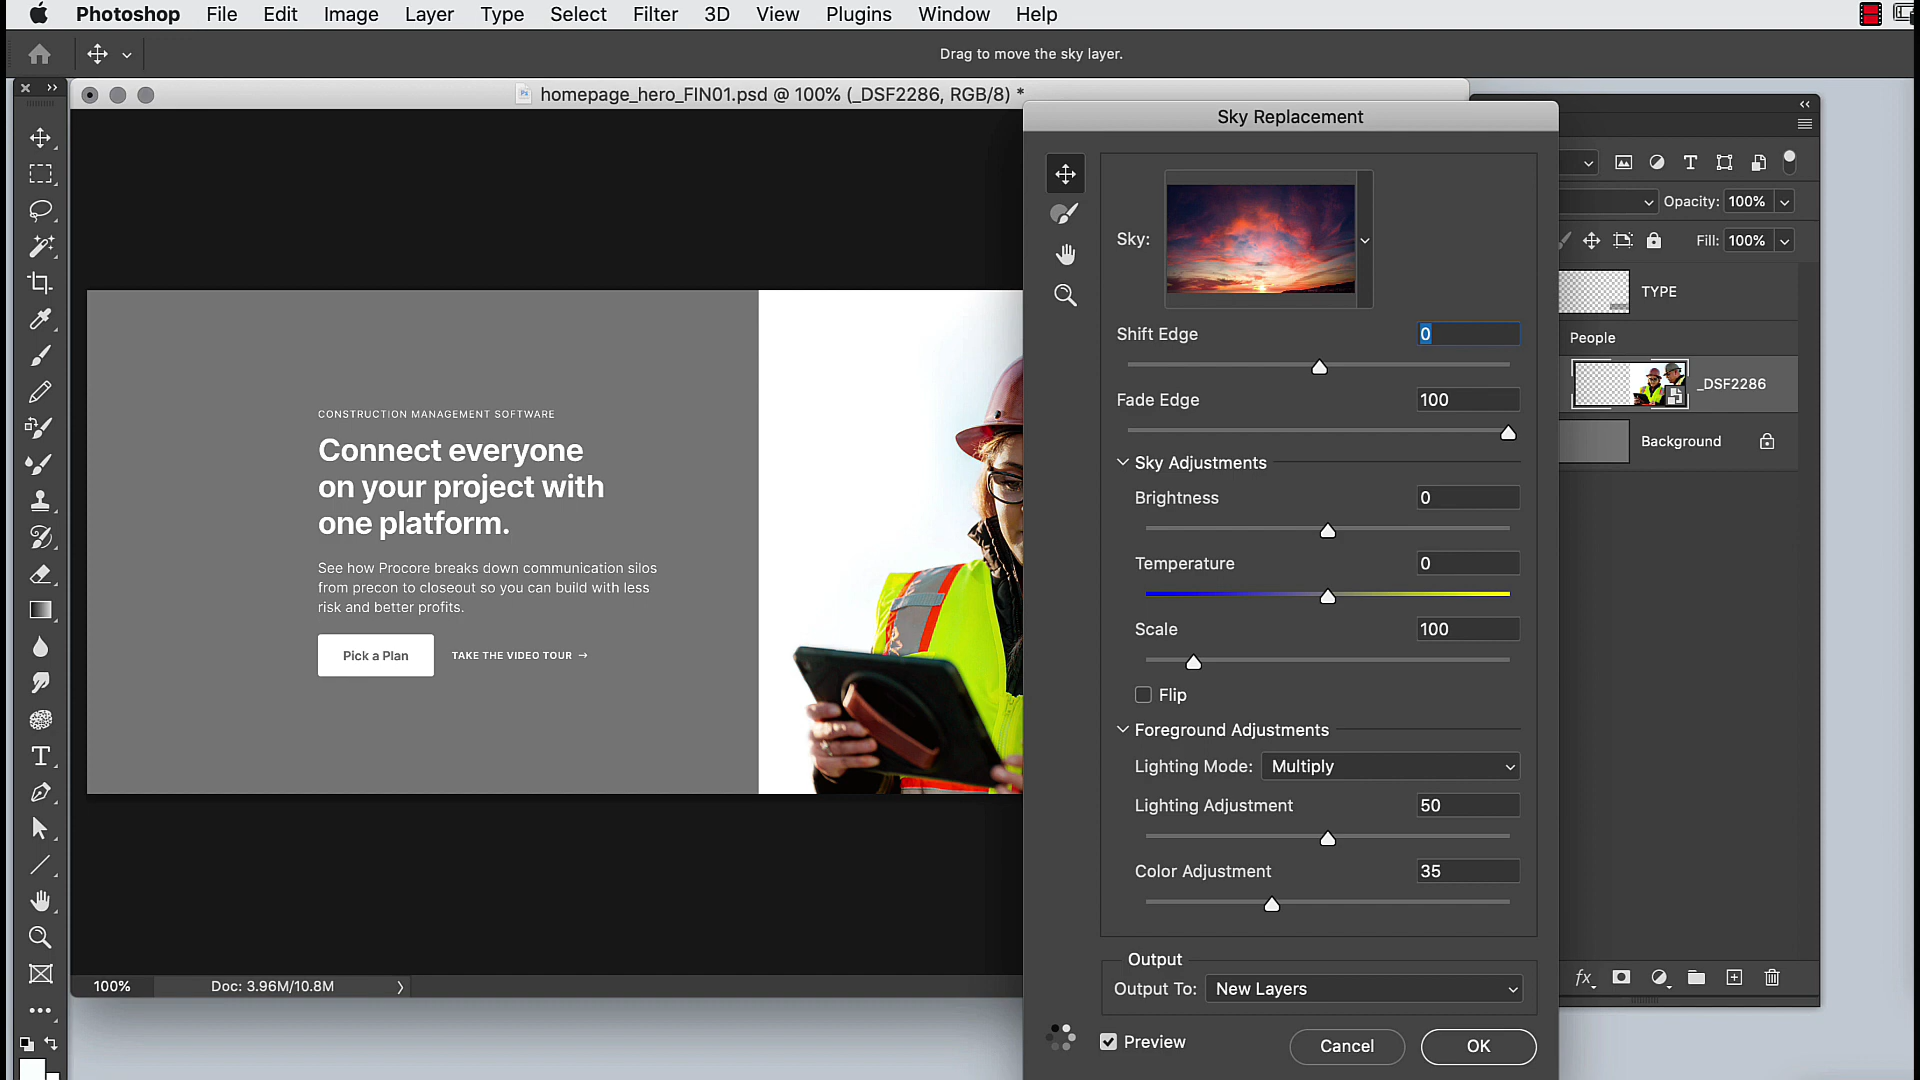 Photoshop File Edit Image Layer Type Select Filter 3D View Plugins Window Help
Drag to move the sky layer.
homepage_hero_FIN01.psd @ 100% (_DSF2286, RGB/8) *
CONSTRUCTION MANAGEMENT SOFTWARE
Connect everyone
on your project with
one platform.
See how Procore breaks down communication silos
from precon to closeout so you can build with less
risk and better profits.
Pick a Plan
TAKE THE VIDEO TOUR →
100%
Doc: 3.96M/10.8M
Sky Replacement
Sky:
Shift Edge 0
Fade Edge 100
Sky Adjustments
Brightness 0
Temperature 0
Scale 100
Flip
Foreground Adjustments
Lighting Mode: Multiply
Lighting Adjustment 50
Color Adjustment 35
Output
Output To: New Layers
Preview
Cancel
OK
Opacity: 100%
Fill: 100%
TYPE
People
_DSF2286
Background
fx